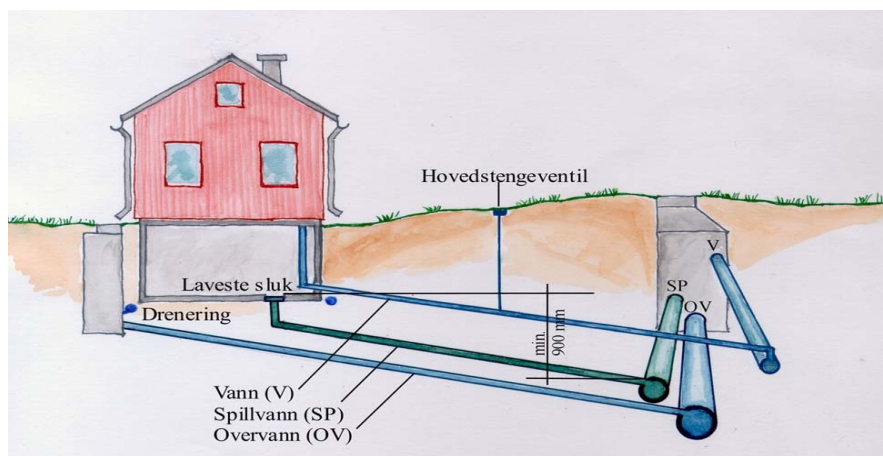 Hovedstengeventil
V
Laveste sluk
SP
OV
Drenering
min.
900 mm
Vann (V)
Spillvann (SP)
Overvann (OV)